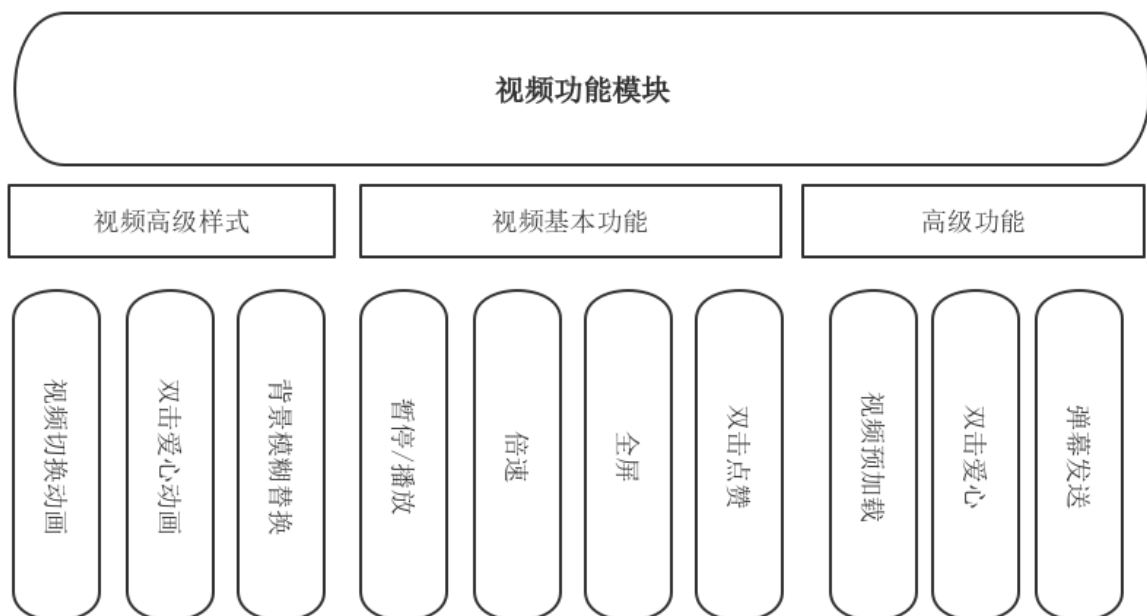 视频功能模块
视频高级样式
视频基本功能
高级功能
视频切换动画
双击爱心动画
背景模糊替换
暂停/播放
倍速
全屏
双击点赞
视频预加载
双击爱心
弹幕发送